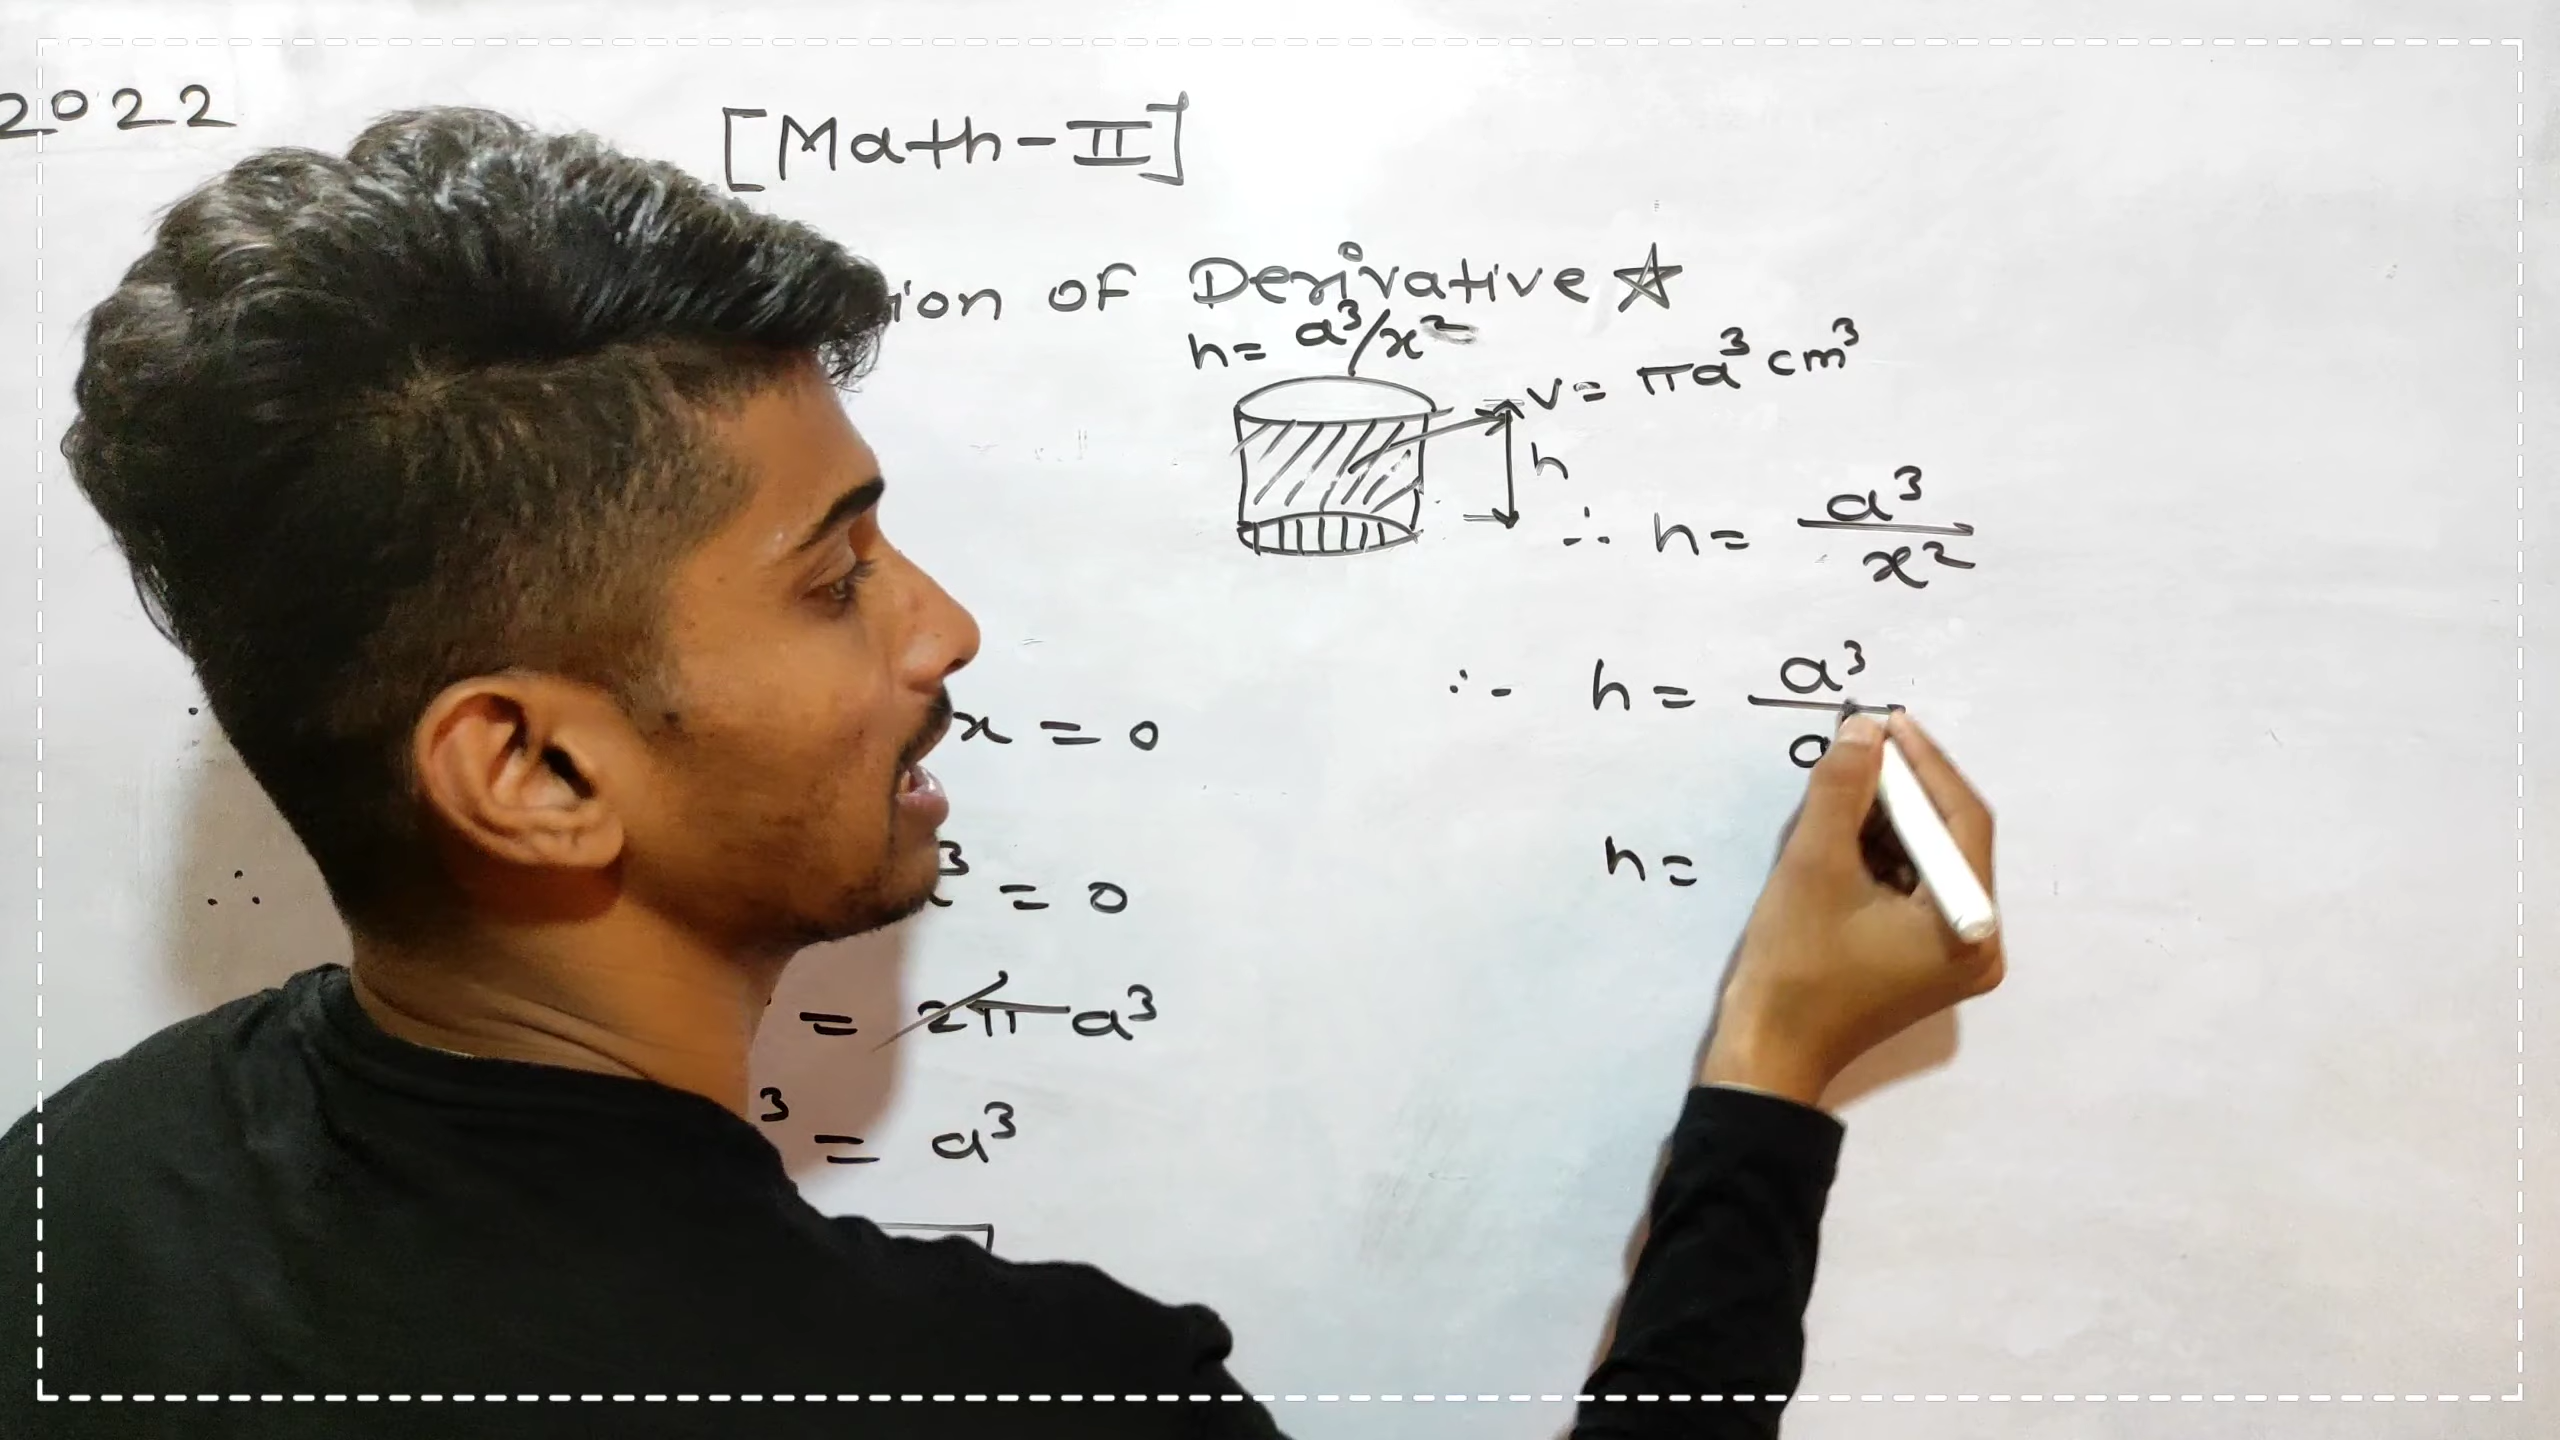 2022
[Math-II]
ion of Derivative ☆
h= a³/x²
V= πa³ cm³
h
∴ h= a³/x²
∴ h= a³/a
x = 0
h=
∴ ³ = 0
= 2π a³
³ = a³